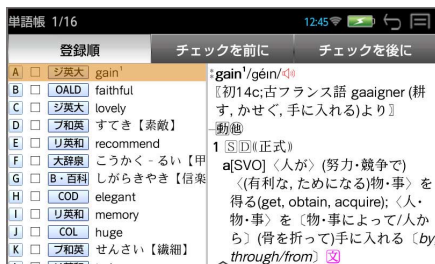 単語帳 1/16
12:45
登録順 チェックを前に チェックを後に
A ジ英大 gain¹
B OALD faithful
C ジ英大 lovely
D プ和英 すてき【素敵】
E リ英和 recommend
F 大辞泉 こうかく‐るい【甲
G B・百科 しがらきやき【信楽
H COD elegant
I リ英和 memory
J COL huge
K プ和英 せんさい【繊細】
gain¹/géɪn/
〖初14c;古フランス語 gaaigner (耕
す, かせぐ, 手に入れる)より〗
動他
1 SD⦅正式⦆
a[SVO]〈人が〉(努力・競争で)
〈(有利な, ためになる)物・事〉を
得る(get, obtain, acquire);〈人・
物・事〉を〔物・事によって/人か
ら〕(骨を折って)手に入れる〔by,
through/from〕文